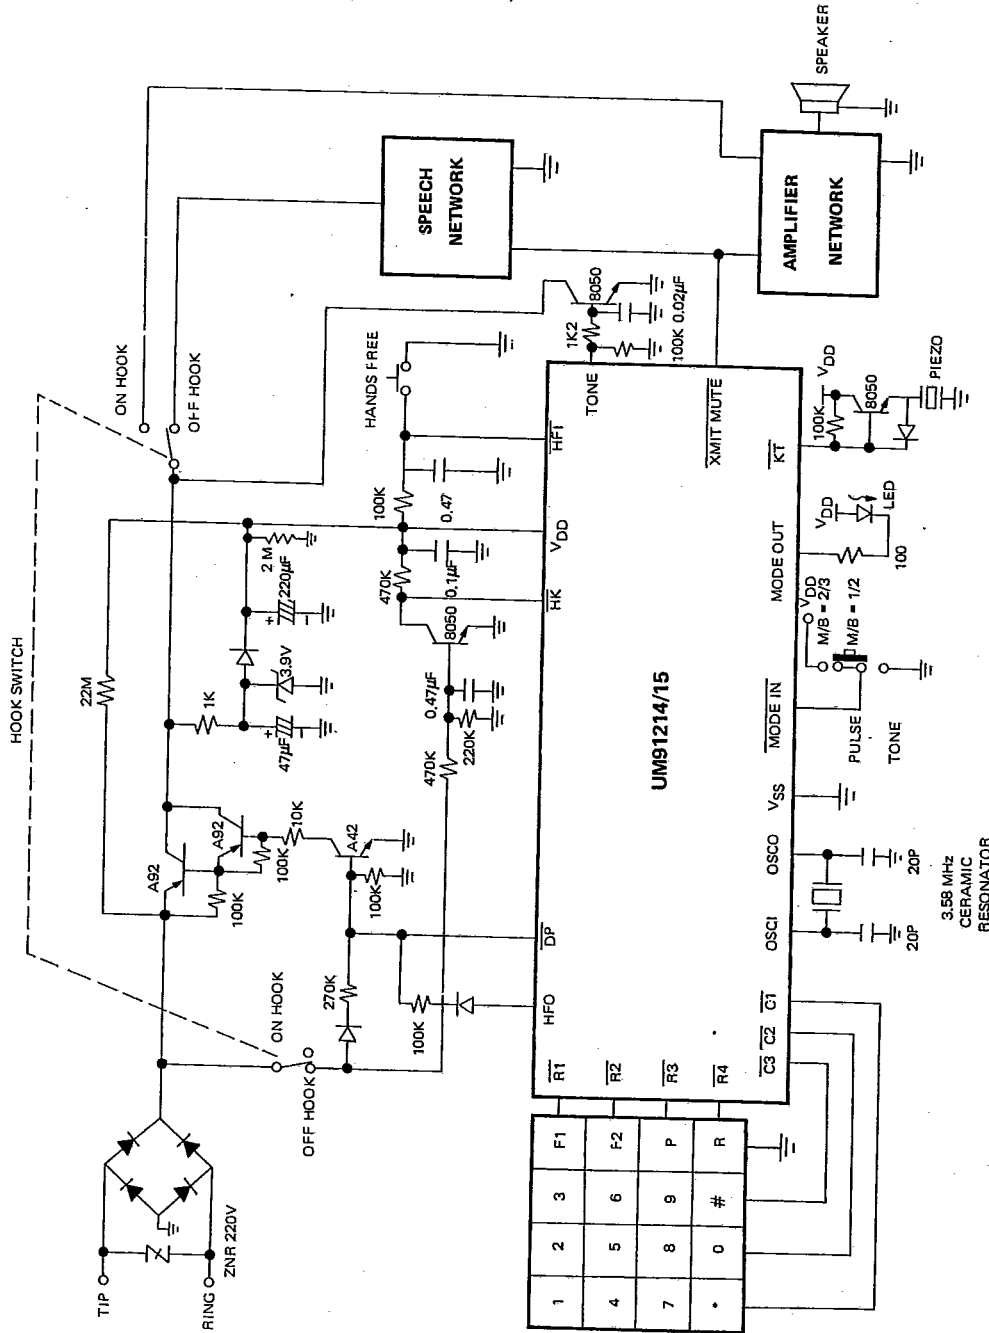 HOOK SWITCH
TIP
RING
ZNR 220V
ON HOOK
OFF HOOK
A92
100K
A92
100K
10K
A42
100K
270K
100K
22M
1K
47µF
+
3.9V
+
220µF
2 M
470K
220K
0.47µF
8050
470K
0.1µF
100K
0.47
HANDS FREE
ON HOOK
OFF HOOK
SPEECH
NETWORK
1K2
8050
100K 0.02µF
AMPLIFIER
NETWORK
SPEAKER
UM91214/15
HFO
DP
HK
VDD
HFI
TONE
XMIT MUTE
KT
MODE OUT
MODE IN
VSS
OSCO
OSCI
C1
C2
C3
R1
R2
R3
R4
1
2
3
F1
4
5
6
F2
7
8
9
P
*
0
#
R
20P
20P
3.58 MHz
CERAMIC
RESONATOR
PULSE
TONE
VDD
M/B = 2/3
M/B = 1/2
VDD
LED
100
100K
VDD
8050
PIEZO